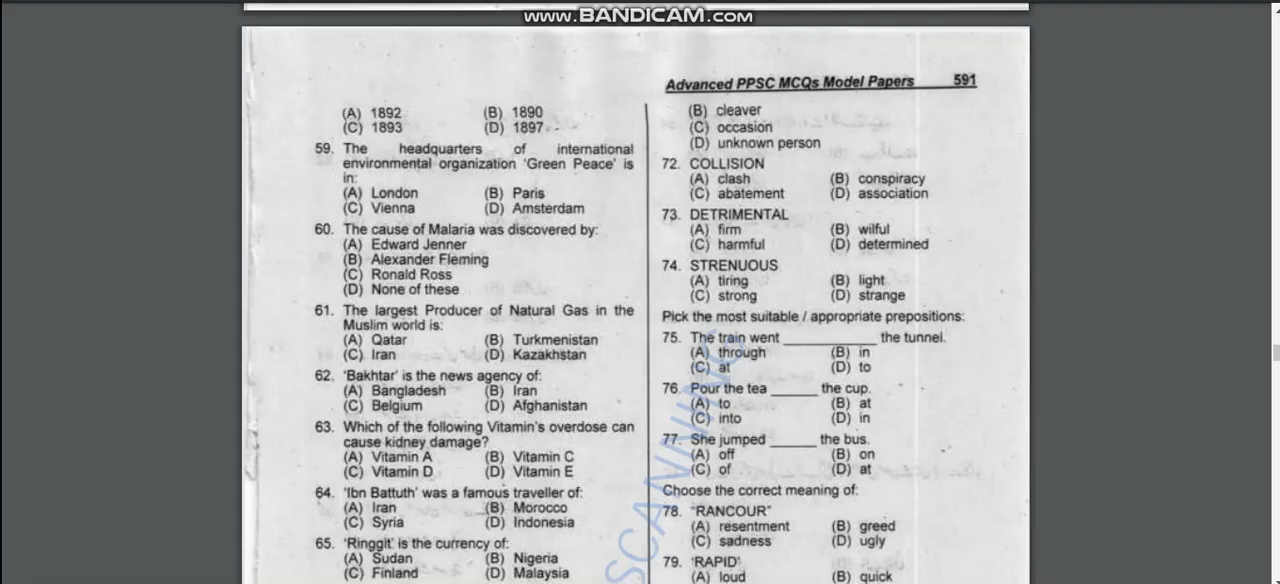 www.BANDICAM.com
Advanced PPSC MCQs Model Papers 591
(A) 1892 (B) 1890
(C) 1893 (D) 1897
59. The headquarters of international
environmental organization 'Green Peace' is
in:
(A) London (B) Paris
(C) Vienna (D) Amsterdam
60. The cause of Malaria was discovered by:
(A) Edward Jenner
(B) Alexander Fleming
(C) Ronald Ross
(D) None of these
61. The largest Producer of Natural Gas in the
Muslim world is:
(A) Qatar (B) Turkmenistan
(C) Iran (D) Kazakhstan
62. 'Bakhtar' is the news agency of:
(A) Bangladesh (B) Iran
(C) Belgium (D) Afghanistan
63. Which of the following Vitamin's overdose can
cause kidney damage?
(A) Vitamin A (B) Vitamin C
(C) Vitamin D (D) Vitamin E
64. 'Ibn Battuth' was a famous traveller of:
(A) Iran (B) Morocco
(C) Syria (D) Indonesia
65. 'Ringgit' is the currency of:
(A) Sudan (B) Nigeria
(C) Finland (D) Malaysia
(B) cleaver
(C) occasion
(D) unknown person
72. COLLISION
(A) clash (B) conspiracy
(C) abatement (D) association
73. DETRIMENTAL
(A) firm (B) wilful
(C) harmful (D) determined
74. STRENUOUS
(A) tiring (B) light
(C) strong (D) strange
Pick the most suitable / appropriate prepositions:
75. The train went ____________ the tunnel.
(A) through (B) in
(C) at (D) to
76. Pour the tea ______ the cup.
(A) to (B) at
(C) into (D) in
77. She jumped ______ the bus.
(A) off (B) on
(C) of (D) at
Choose the correct meaning of:
78. "RANCOUR"
(A) resentment (B) greed
(C) sadness (D) ugly
79. 'RAPID'
(A) loud (B) quick
SCANNING